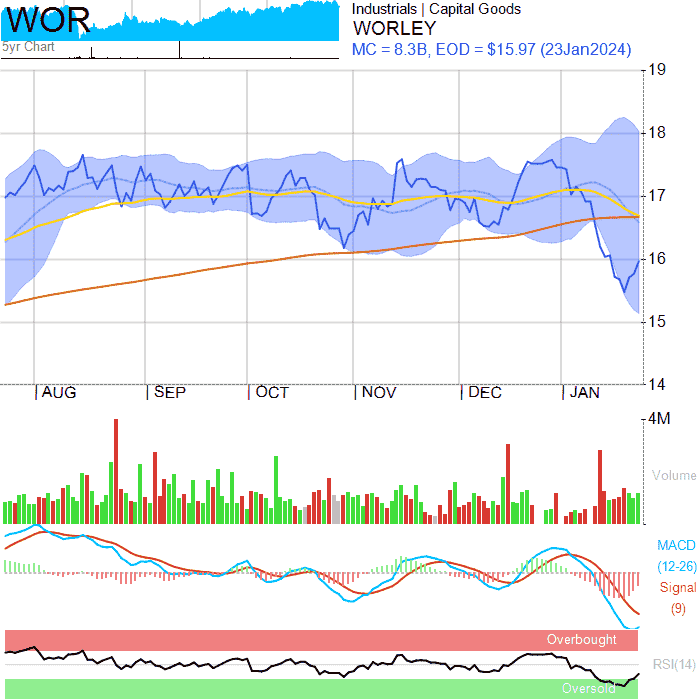 WOR
5yr Chart
Industrials | Capital Goods
WORLEY
MC = 8.3B, EOD = $15.97 (23Jan2024)
19
18
17
16
15
14
AUG SEP OCT NOV DEC JAN
4M
Volume
MACD
(12-26)
Signal
(9)
Overbought
RSI(14)
Oversold